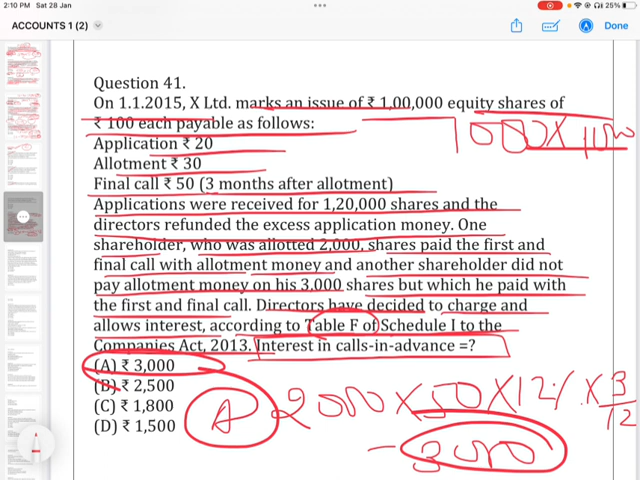 2:10 PM Sat 28 Jan
25%
ACCOUNTS 1 (2)
Done
Question 41.
On 1.1.2015, X Ltd. marks an issue of ₹ 1,00,000 equity shares of
₹ 100 each payable as follows:
Application ₹ 20
Allotment ₹ 30
Final call ₹ 50 (3 months after allotment)
Applications were received for 1,20,000 shares and the
directors refunded the excess application money. One
shareholder, who was allotted 2,000, shares paid the first and
final call with allotment money and another shareholder did not
pay allotment money on his 3,000 shares but which he paid with
the first and final call. Directors have decided to charge and
allows interest, according to Table F of Schedule I to the
Companies Act, 2013. Interest in calls-in-advance =?
(A) ₹ 3,000
(B) ₹ 2,500
(C) ₹ 1,800
(D) ₹ 1,500
A
2000 × 50 × 12% × 3/12
- 3000